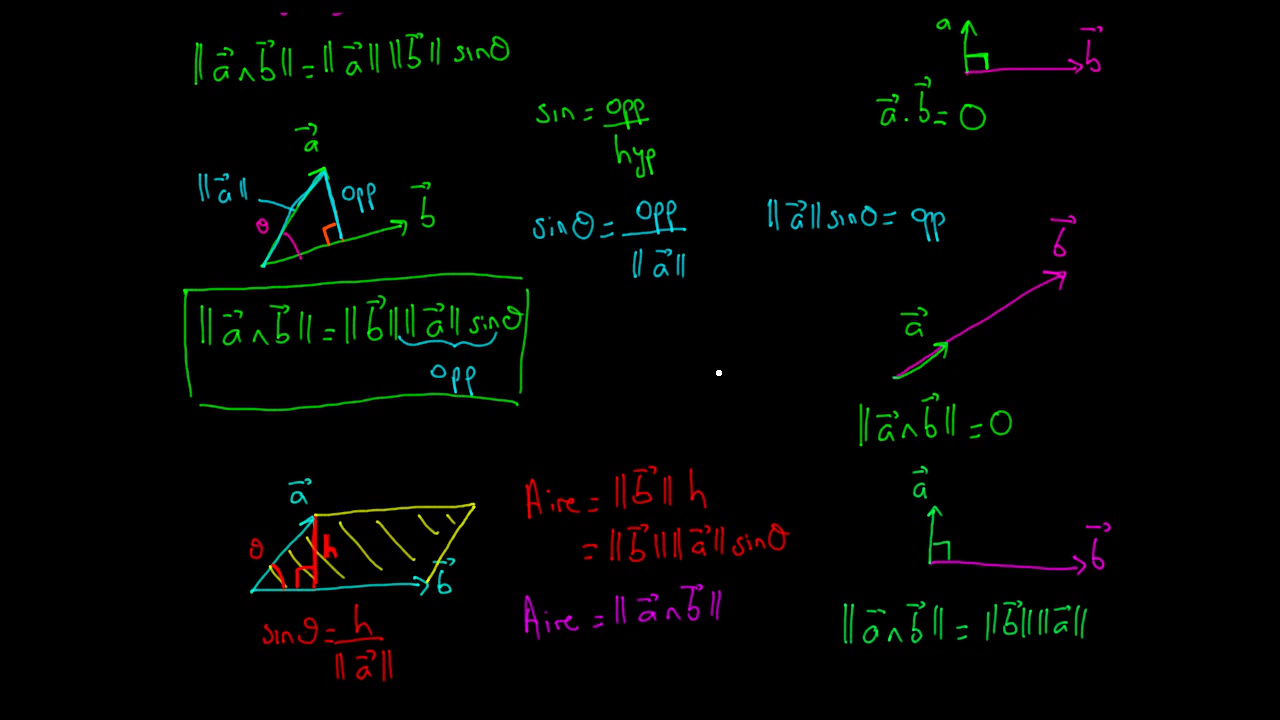 ‖a⃗∧b⃗‖ = ‖a⃗‖ ‖b⃗‖ sinθ
a⃗
‖a⃗‖
opp
θ
b⃗
‖a⃗∧b⃗‖ = ‖b⃗‖‖a⃗‖ sinθ
opp
sin = opp/hyp
sinθ = opp/‖a⃗‖
‖a⃗‖ sinθ = opp
a
b⃗
a⃗.b⃗ = 0
b⃗
a⃗
‖a⃗∧b⃗‖ = 0
a⃗
θ
h
b⃗
sinθ = h/‖a⃗‖
Aire = ‖b⃗‖ h
= ‖b⃗‖‖a⃗‖ sinθ
Aire = ‖a⃗∧b⃗‖
a⃗
b⃗
‖a⃗∧b⃗‖ = ‖b⃗‖‖a⃗‖